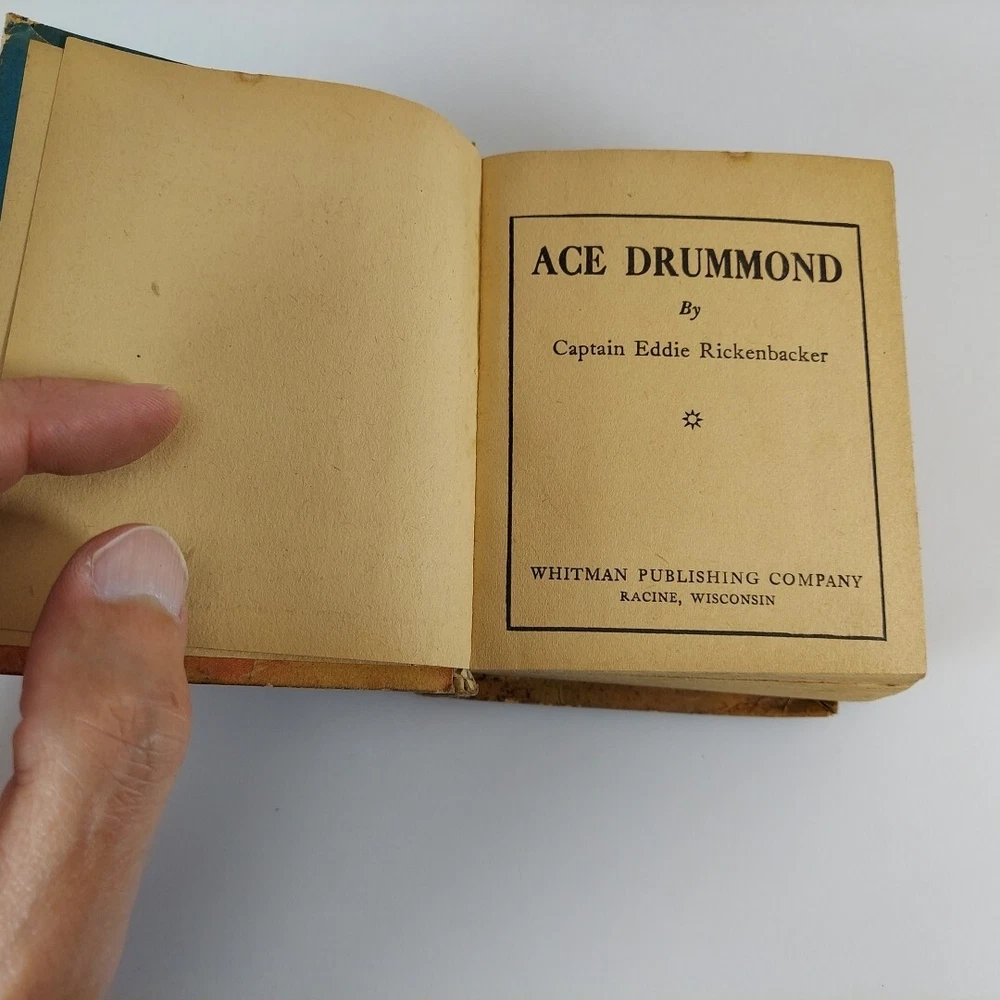 ACE DRUMMOND
By
Captain Eddie Rickenbacker
WHITMAN PUBLISHING COMPANY
RACINE, WISCONSIN